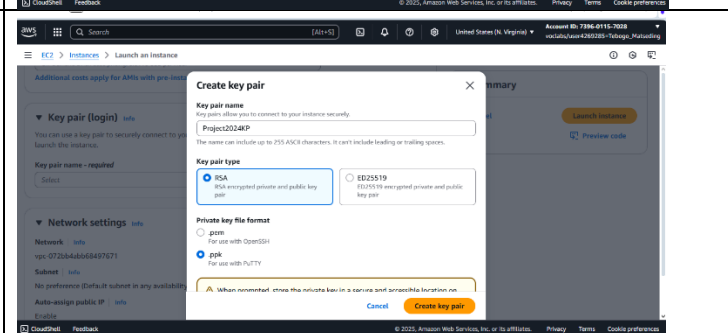 CloudShell Feedback © 2025, Amazon Web Services, Inc. or its affiliates. Privacy Terms Cookie preferences
aws Search [Alt+S] United States (N. Virginia) Account ID: 7396-0115-7028
voclabs/user4269285=Tebogo_Matseding
EC2 > Instances > Launch an instance
Additional costs apply for AMIs with pre-insta
Create key pair
mmary
Key pair name
Key pairs allow you to connect to your instance securely.
Project2024KP
The name can include up to 255 ASCII characters. It can't include leading or trailing spaces.
Key pair type
RSA
RSA encrypted private and public key pair
ED25519
ED25519 encrypted private and public key pair
Private key file format
.pem
For use with OpenSSH
.ppk
For use with PuTTY
When prompted, store the private key in a secure and accessible location on
Cancel Create key pair
Key pair (login) Info
You can use a key pair to securely connect to yo
launch the instance.
Key pair name - required
Select
Network settings Info
Network Info
vpc-072bb4abb68497671
Subnet Info
No preference (Default subnet in any availability
Auto-assign public IP Info
Enable
Launch instance
Preview code
CloudShell Feedback © 2025, Amazon Web Services, Inc. or its affiliates. Privacy Terms Cookie preferences